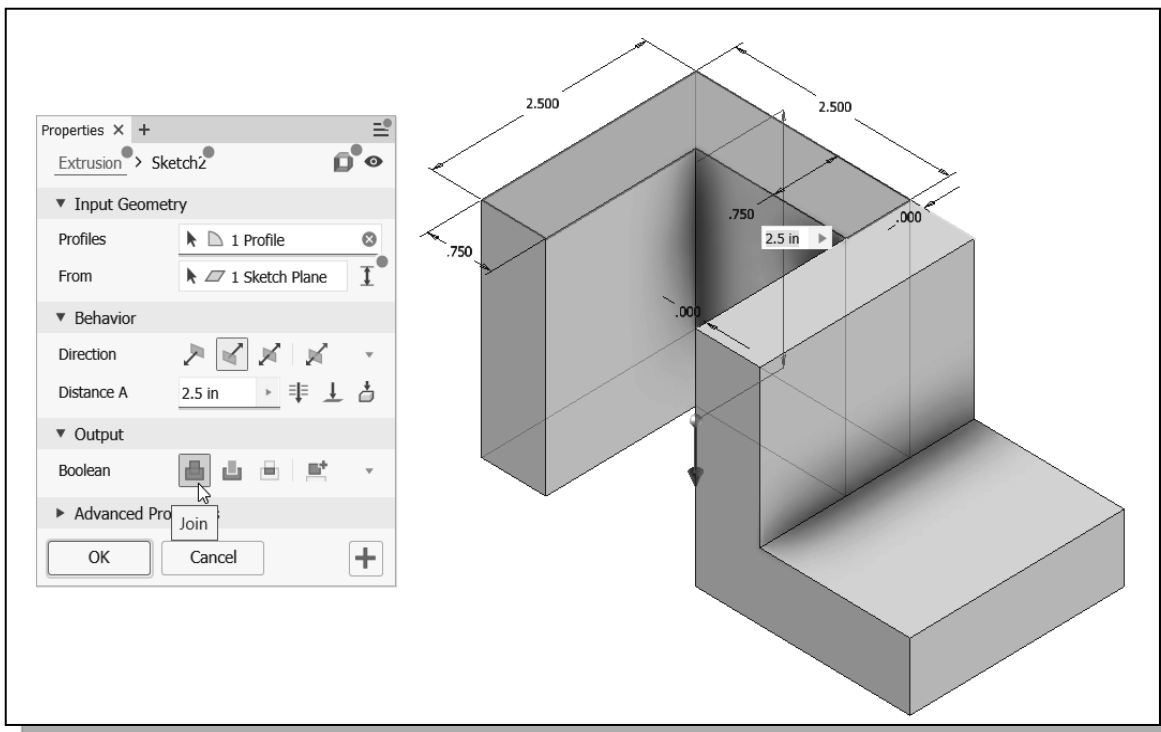 Properties × +
Extrusion > Sketch2
▼ Input Geometry
Profiles 1 Profile
From 1 Sketch Plane
▼ Behavior
Direction
Distance A 2.5 in
▼ Output
Boolean
▶ Advanced Pro s
Join
OK Cancel +
2.500
2.500
.750
.000
2.5 in
.750
.000